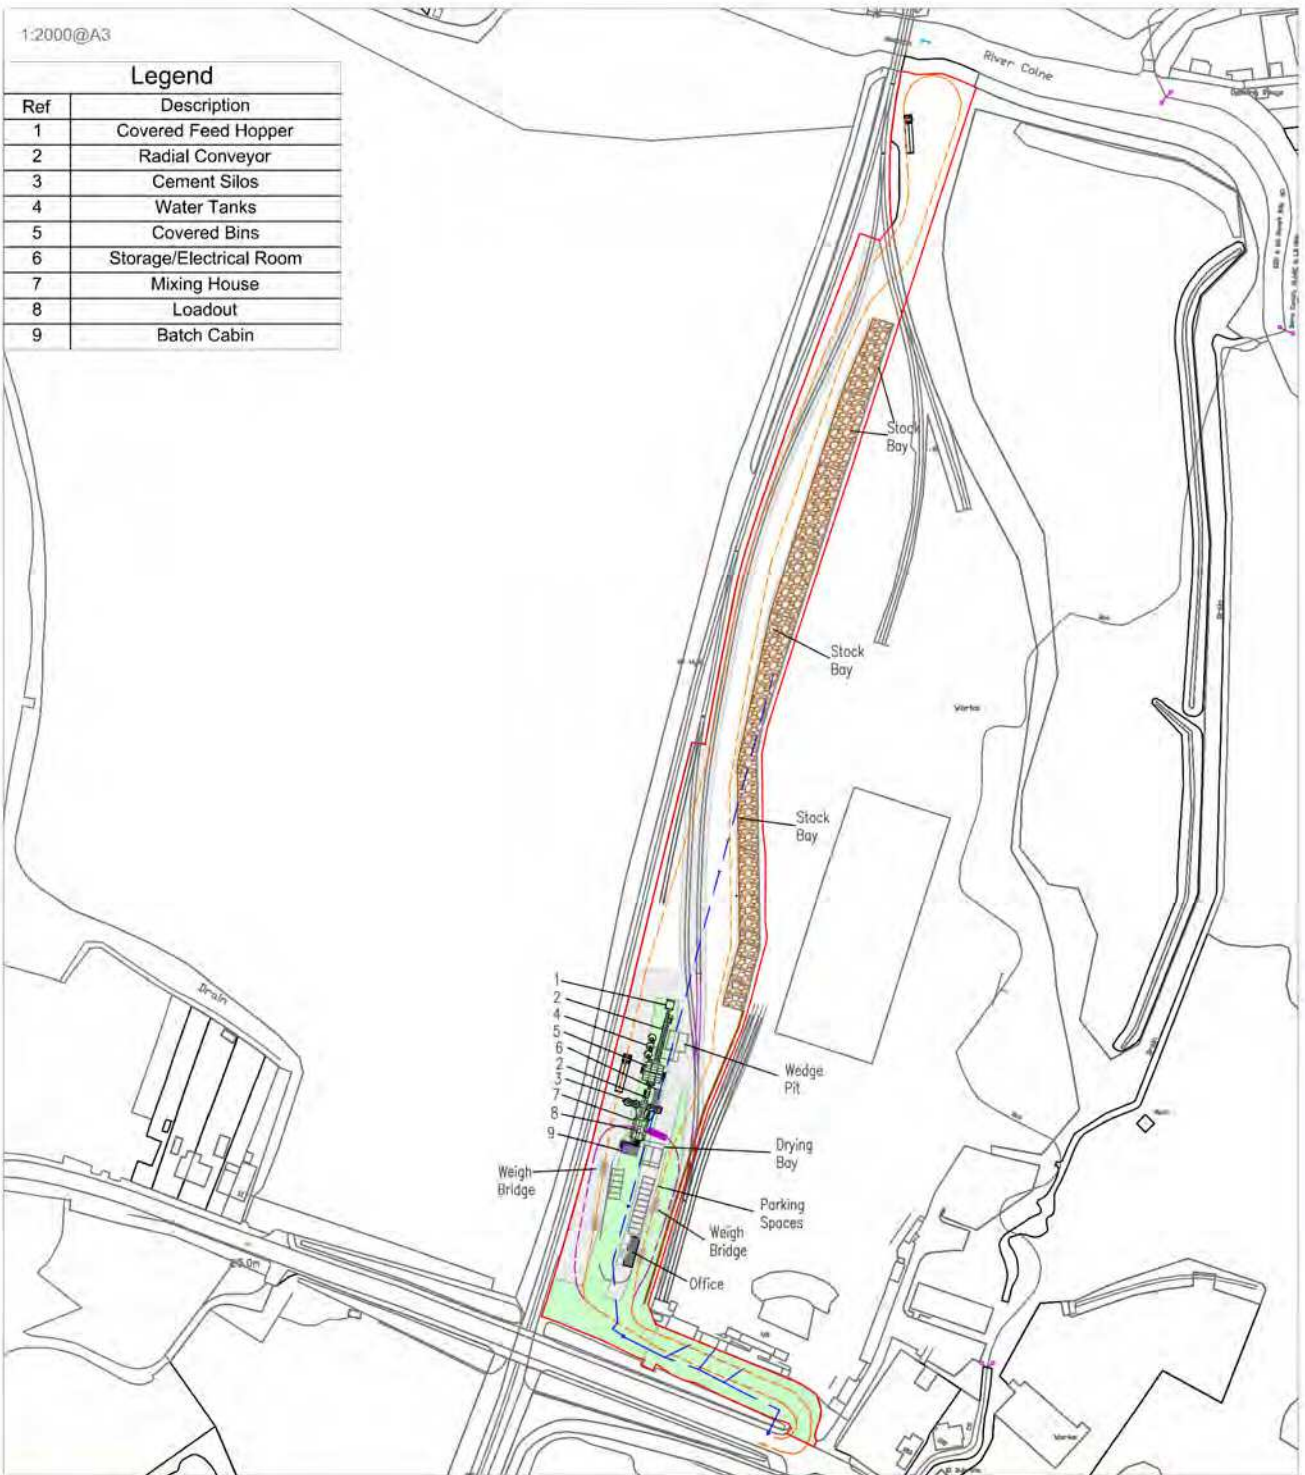 1:2000@A3
Legend
Ref Description
1 Covered Feed Hopper
2 Radial Conveyor
3 Cement Silos
4 Water Tanks
5 Covered Bins
6 Storage/Electrical Room
7 Mixing House
8 Loadout
9 Batch Cabin
River Colne
Stock
Bay
Stock
Bay
Works
Drain
Stock
Bay
Drain
1
2
4
5
6
2
3
7
8
9
Wedge
Pit
Drain
Drying
Bay
Weigh
Bridge
Parking
Spaces
Weigh
Bridge
Office
Works